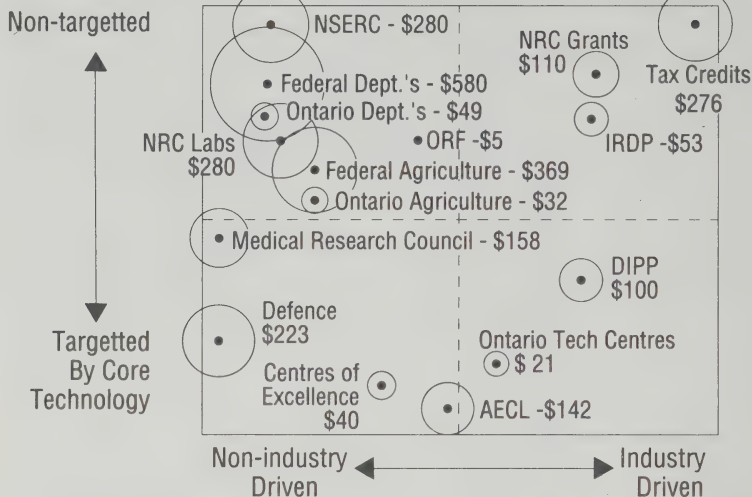 Non-targetted
NSERC - $280
NRC Grants
$110
Tax Credits
$276
Federal Dept.'s - $580
Ontario Dept.'s - $49
NRC Labs
$280
ORF -$5
IRDP -$53
Federal Agriculture - $369
Ontario Agriculture - $32
Medical Research Council - $158
DIPP
$100
Defence
$223
Targetted
By Core
Technology
Ontario Tech Centres
$ 21
Centres of
Excellence
$40
AECL -$142
Non-industry
Driven
Industry
Driven